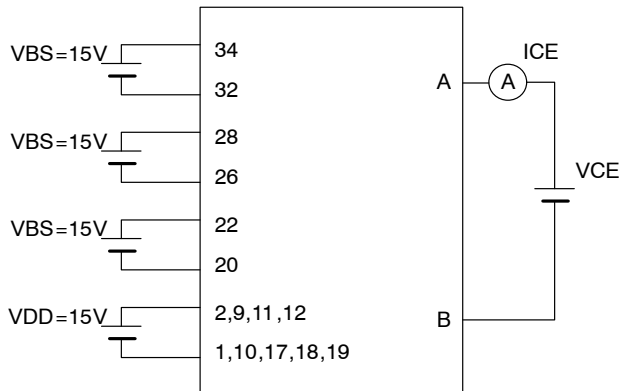 VBS=15V
34
32
VBS=15V
28
26
VBS=15V
22
20
VDD=15V
2,9,11,12
1,10,17,18,19
A
ICE
A
VCE
B